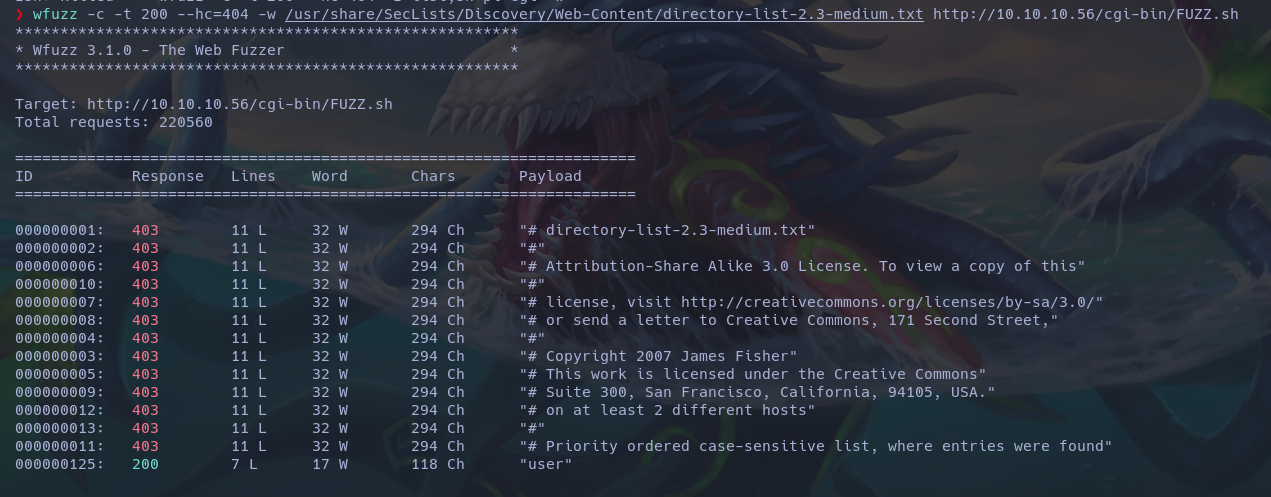 ❯ wfuzz -c -t 200 --hc=404 -w /usr/share/SecLists/Discovery/Web-Content/directory-list-2.3-medium.txt http://10.10.10.56/cgi-bin/FUZZ.sh
********************************************************
* Wfuzz 3.1.0 - The Web Fuzzer                         *
********************************************************
Target: http://10.10.10.56/cgi-bin/FUZZ.sh
Total requests: 220560
=====================================================================
ID           Response   Lines    Word       Chars       Payload
=====================================================================
000000001:   403        11 L     32 W       294 Ch      "# directory-list-2.3-medium.txt"
000000002:   403        11 L     32 W       294 Ch      "#"
000000006:   403        11 L     32 W       294 Ch      "# Attribution-Share Alike 3.0 License. To view a copy of this"
000000010:   403        11 L     32 W       294 Ch      "#"
000000007:   403        11 L     32 W       294 Ch      "# license, visit http://creativecommons.org/licenses/by-sa/3.0/"
000000008:   403        11 L     32 W       294 Ch      "# or send a letter to Creative Commons, 171 Second Street,"
000000004:   403        11 L     32 W       294 Ch      "#"
000000003:   403        11 L     32 W       294 Ch      "# Copyright 2007 James Fisher"
000000005:   403        11 L     32 W       294 Ch      "# This work is licensed under the Creative Commons"
000000009:   403        11 L     32 W       294 Ch      "# Suite 300, San Francisco, California, 94105, USA."
000000012:   403        11 L     32 W       294 Ch      "# on at least 2 different hosts"
000000013:   403        11 L     32 W       294 Ch      "#"
000000011:   403        11 L     32 W       294 Ch      "# Priority ordered case-sensitive list, where entries were found"
000000125:   200        7 L      17 W       118 Ch      "user"